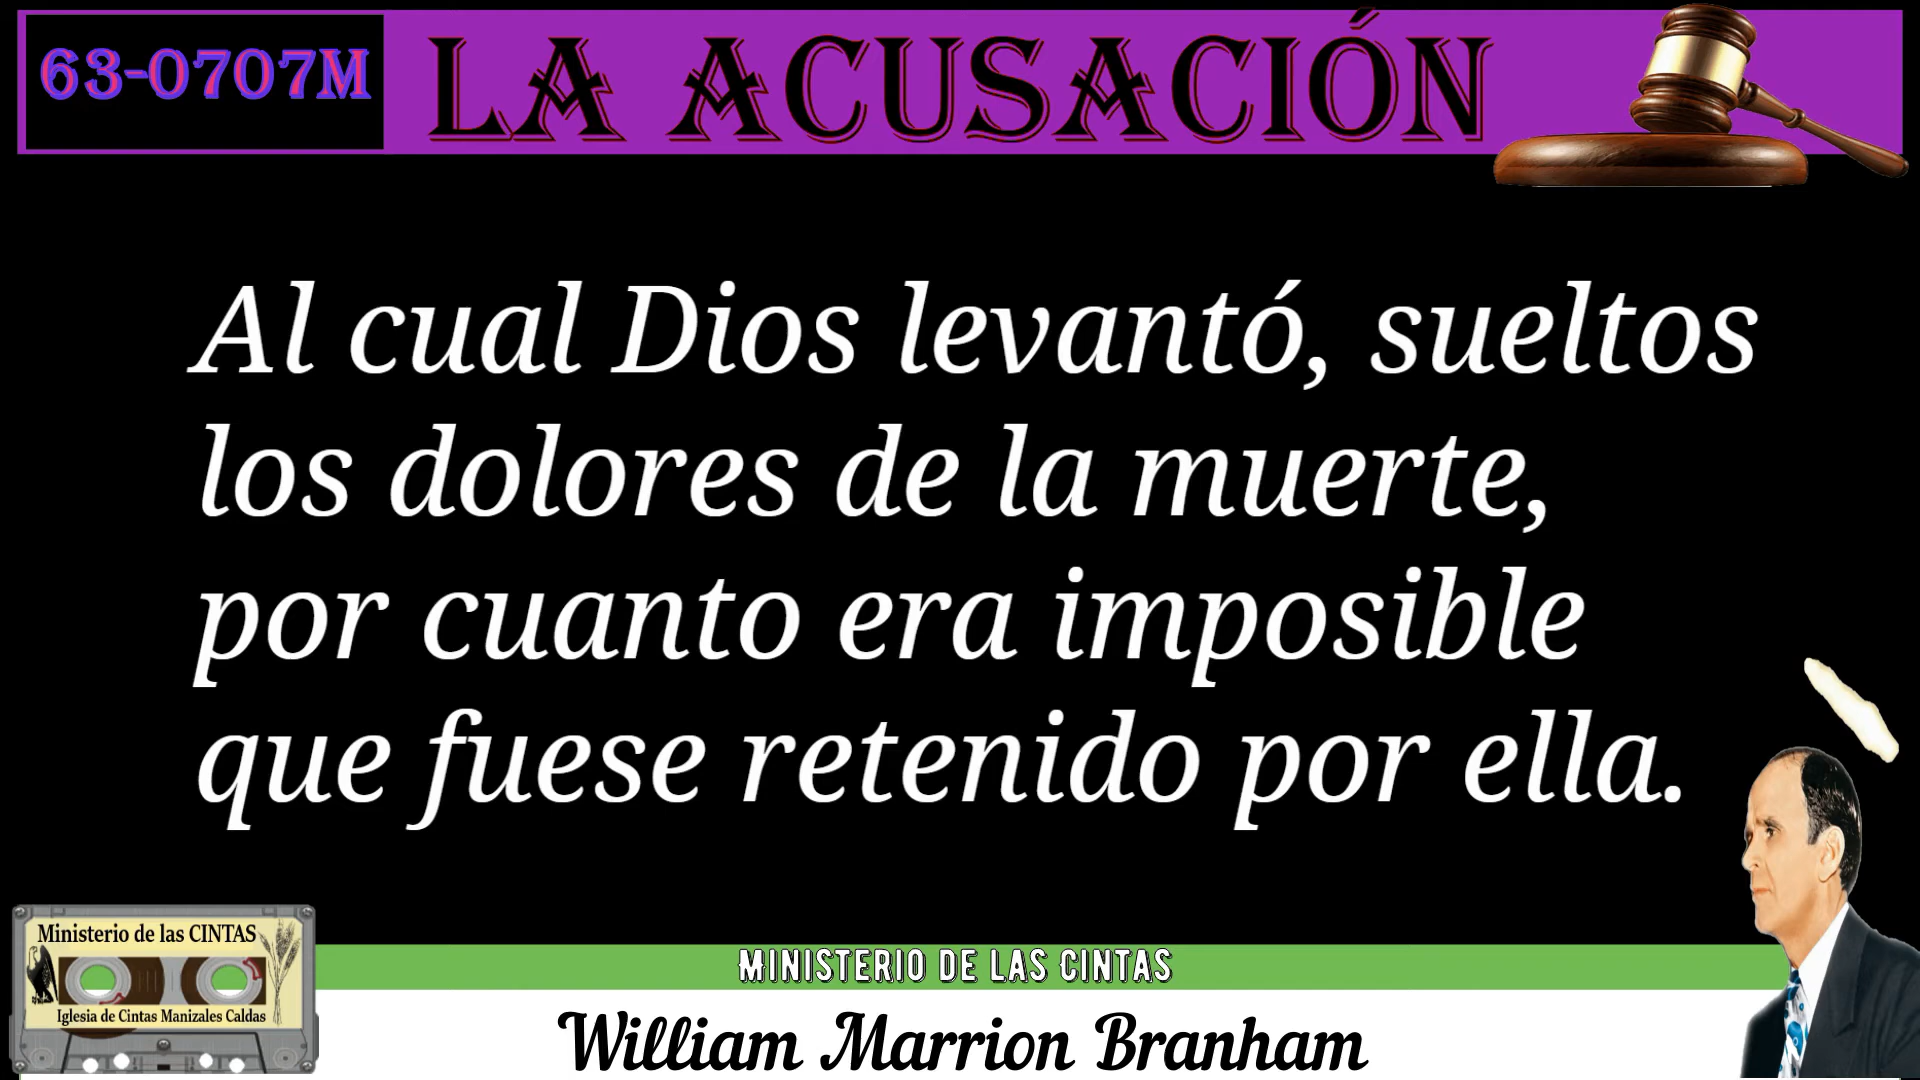 63-0707M
LA ACUSACIÓN
Al cual Dios levantó, sueltos
los dolores de la muerte,
por cuanto era imposible
que fuese retenido por ella.
Ministerio de las CINTAS
Iglesia de Cintas Manizales Caldas
MINISTERIO DE LAS CINTAS
William Marrion Branham